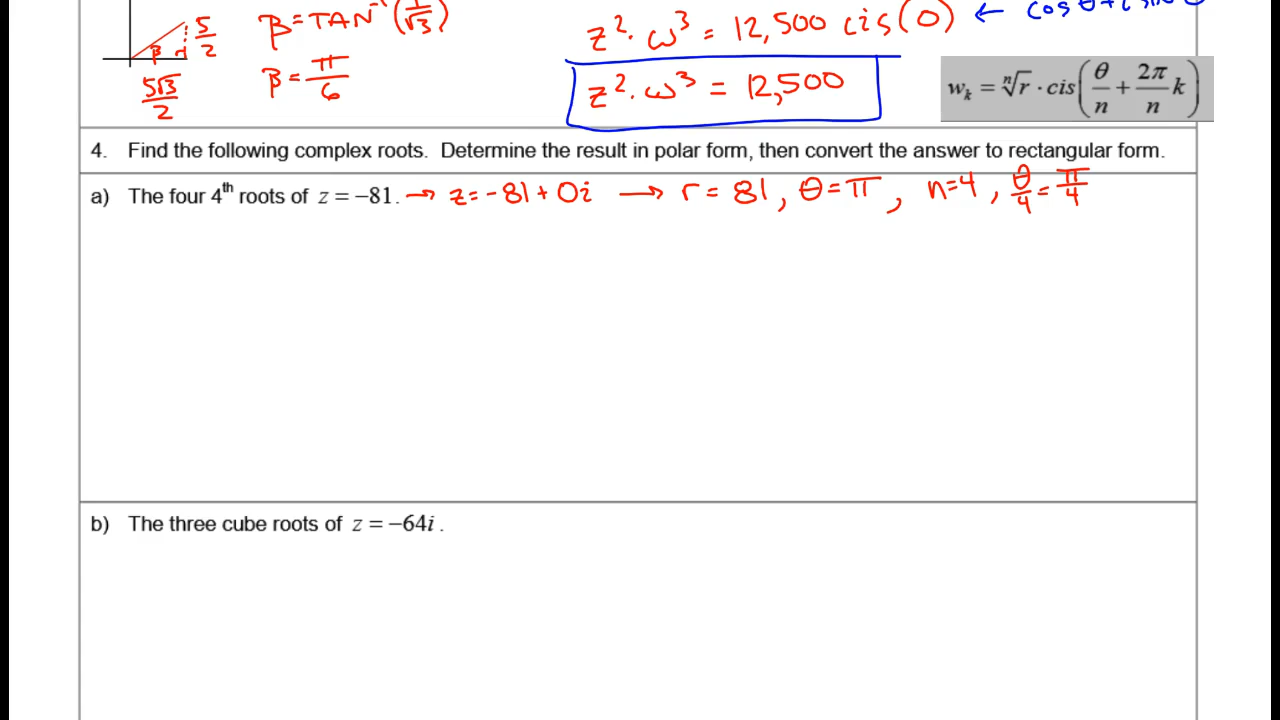 5/2
β
5√3/2
β = TAN⁻¹(1/√3)
β = π/6
z² · ω³ = 12,500 cis(0) ←
z² · ω³ = 12,500
w_k = ⁿ√r · cis(θ/n + 2π/n k)
4. Find the following complex roots. Determine the result in polar form, then convert the answer to rectangular form.
a) The four 4th roots of z = −81. → z = -81 + 0i → r = 81, θ = π, n = 4, θ/4 = π/4
b) The three cube roots of z = −64i.